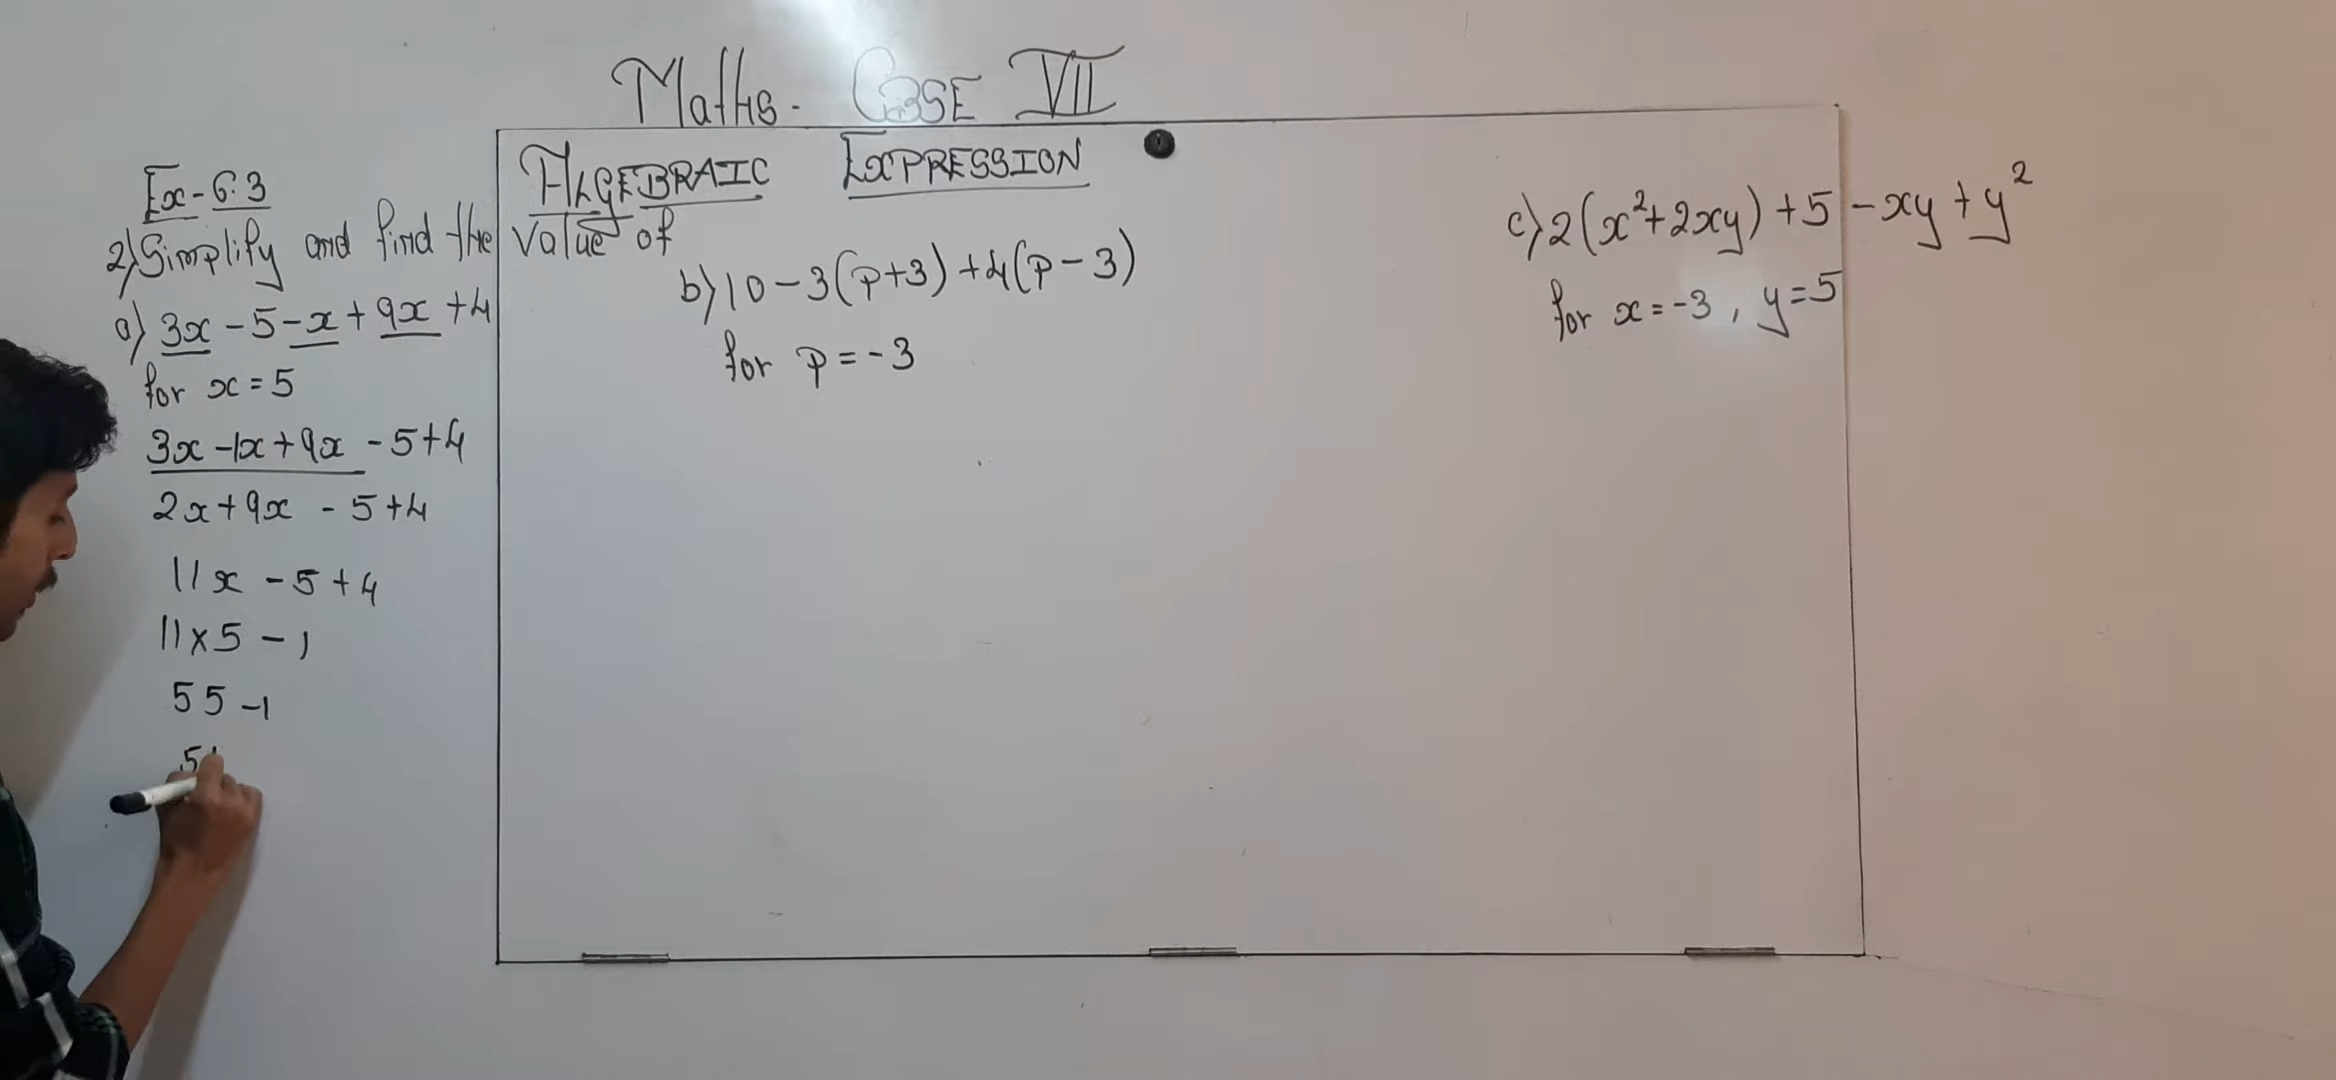 Maths. CBSE VII
ALGEBRAIC EXPRESSION
Ex-6.3
2) Simplify and find the value of
a) 3x - 5 - x + 9x + 4
for x = 5
3x - 1x + 9x - 5 + 4
2x + 9x - 5 + 4
11x - 5 + 4
11 x 5 - 1
55 - 1
b) 10 - 3(p+3) + 4(p-3)
for p = -3
c) 2(x²+2xy) + 5 - xy + y²
for x = -3, y = 5